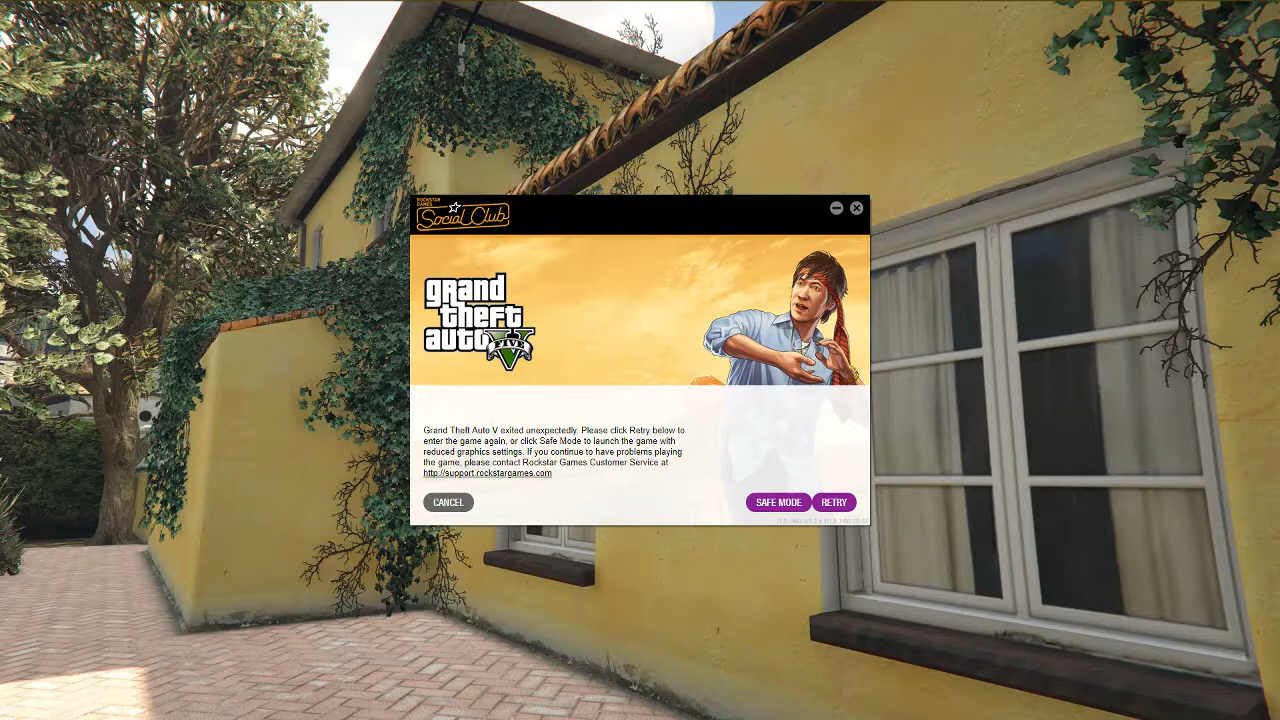 ROCKSTAR
GAMES
Social Club
grand
theft
auto
FIVE
Grand Theft Auto V exited unexpectedly. Please click Retry below to
enter the game again, or click Safe Mode to launch the game with
reduced graphics settings. If you continue to have problems playing
the game, please contact Rockstar Games Customer Service at
http://support.rockstargames.com
CANCEL
SAFE MODE
RETRY